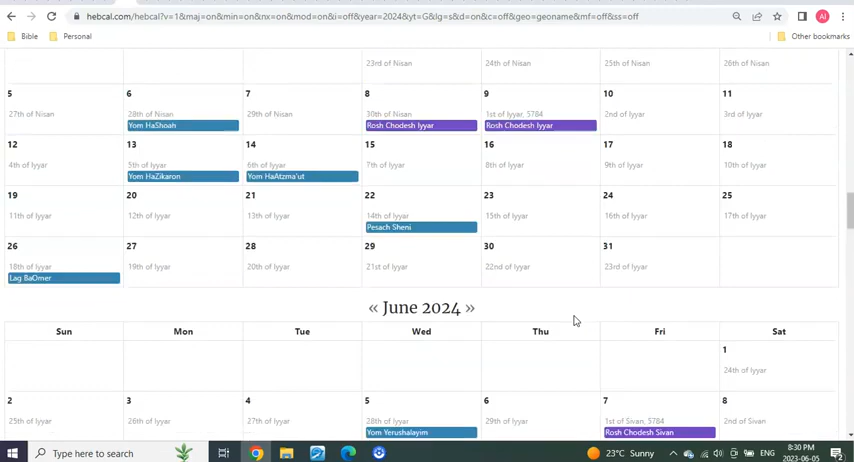 hebcal.com/hebcal?v=1&maj=on&min=on&nx=on&mod=on&i=off&year=2024&yt=G&lg=s&d=on&c=off&geo=geoname&mf=off&ss=off
AI
Bible Personal Other bookmarks
23rd of Nisan 24th of Nisan 25th of Nisan 26th of Nisan
5 6 7 8 9 10 11
27th of Nisan 28th of Nisan 29th of Nisan 30th of Nisan 1st of Iyyar, 5784 2nd of Iyyar 3rd of Iyyar
Yom HaShoah Rosh Chodesh Iyyar Rosh Chodesh Iyyar
12 13 14 15 16 17 18
4th of Iyyar 5th of Iyyar 6th of Iyyar 7th of Iyyar 8th of Iyyar 9th of Iyyar 10th of Iyyar
Yom HaZikaron Yom HaAtzma'ut
19 20 21 22 23 24 25
11th of Iyyar 12th of Iyyar 13th of Iyyar 14th of Iyyar 15th of Iyyar 16th of Iyyar 17th of Iyyar
Pesach Sheni
26 27 28 29 30 31
18th of Iyyar 19th of Iyyar 20th of Iyyar 21st of Iyyar 22nd of Iyyar 23rd of Iyyar
Lag BaOmer
« June 2024 »
Sun Mon Tue Wed Thu Fri Sat
1
24th of Iyyar
2 3 4 5 6 7 8
25th of Iyyar 26th of Iyyar 27th of Iyyar 28th of Iyyar 29th of Iyyar 1st of Sivan, 5784 2nd of Sivan
Yom Yerushalayim Rosh Chodesh Sivan
Type here to search 23°C Sunny ENG 8:30 PM
2023-06-05
2